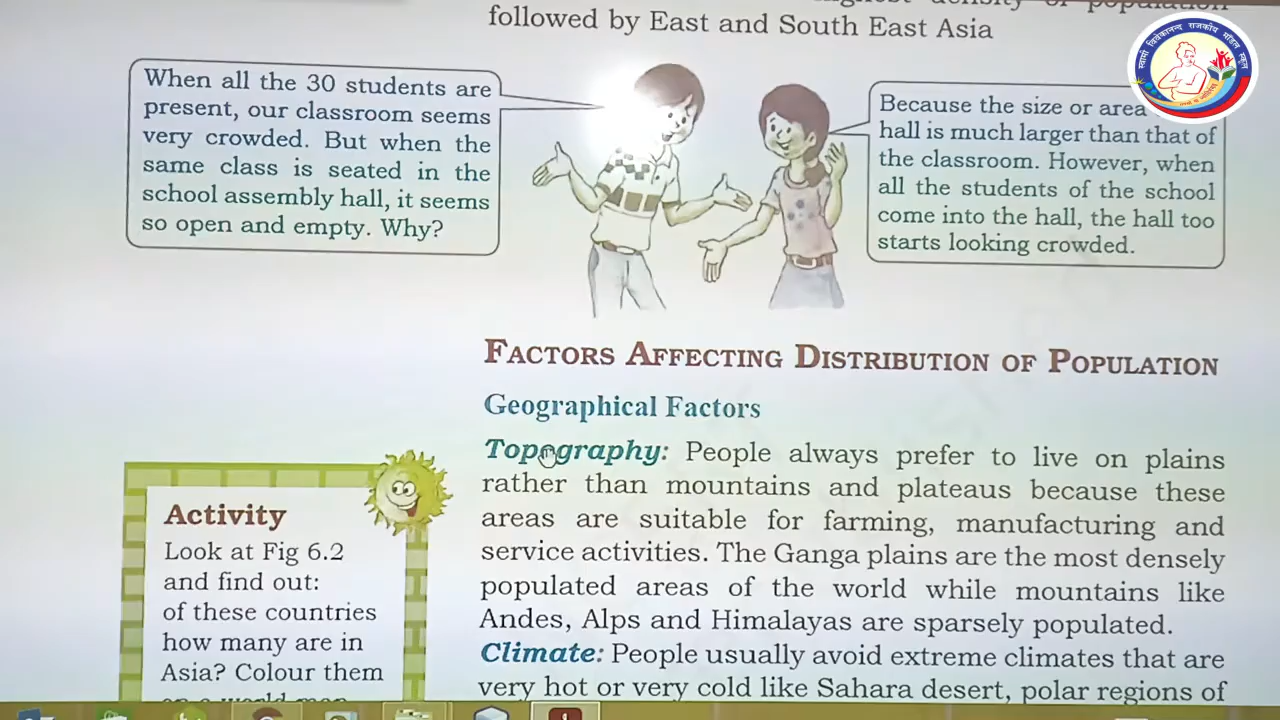 followed by East and South East Asia
When all the 30 students are
present, our classroom seems
very crowded. But when the
same class is seated in the
school assembly hall, it seems
so open and empty. Why?
Because the size or area
hall is much larger than that of
the classroom. However, when
all the students of the school
come into the hall, the hall too
starts looking crowded.
FACTORS AFFECTING DISTRIBUTION OF POPULATION
Geographical Factors
Topography: People always prefer to live on plains
rather than mountains and plateaus because these
areas are suitable for farming, manufacturing and
service activities. The Ganga plains are the most densely
populated areas of the world while mountains like
Andes, Alps and Himalayas are sparsely populated.
Climate: People usually avoid extreme climates that are
very hot or very cold like Sahara desert, polar regions of
Activity
Look at Fig 6.2
and find out:
of these countries
how many are in
Asia? Colour them
स्वामी विवेकानन्द राजकीय मॉडल स्कूल